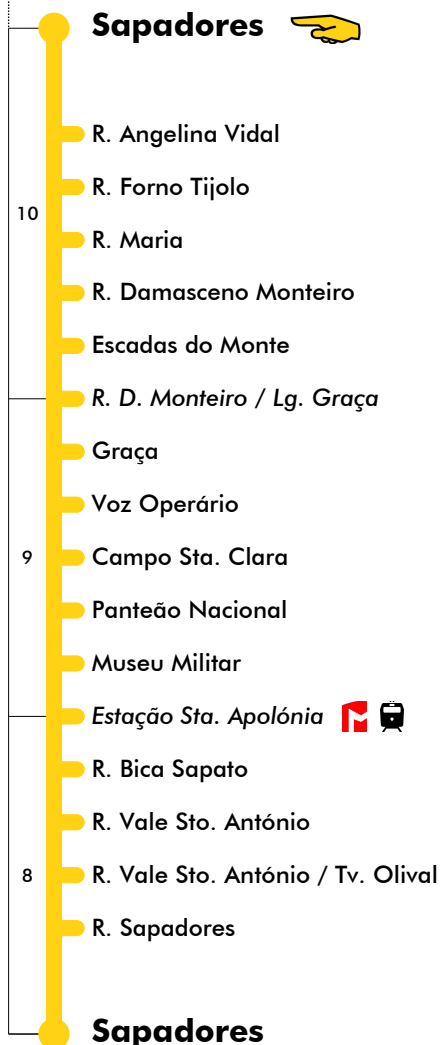 Sapadores
R. Angelina Vidal
R. Forno Tijolo
10
R. Maria
R. Damasceno Monteiro
Escadas do Monte
R. D. Monteiro / Lg. Graça
Graça
Voz Operário
9
Campo Sta. Clara
Panteão Nacional
Museu Militar
Estação Sta. Apolónia
R. Bica Sapato
R. Vale Sto. António
8
R. Vale Sto. António / Tv. Olival
R. Sapadores
Sapadores